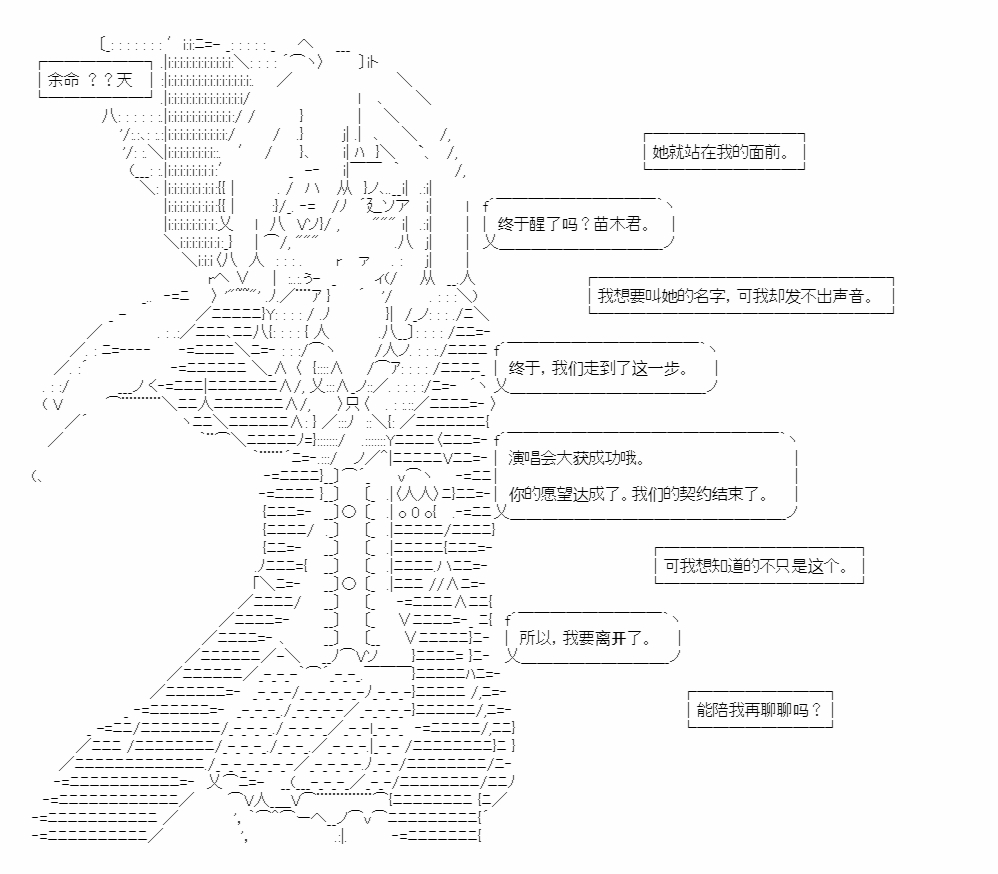 余命 ？？天
她就站在我的面前。
终于醒了吗？苗木君。
我想要叫她的名字，可我却发不出声音。
终于，我们走到了这一步。
演唱会大获成功哦。
你的愿望达成了。我们的契约结束了。
可我想知道的不只是这个。
所以，我要离开了。
能陪我再聊聊吗？